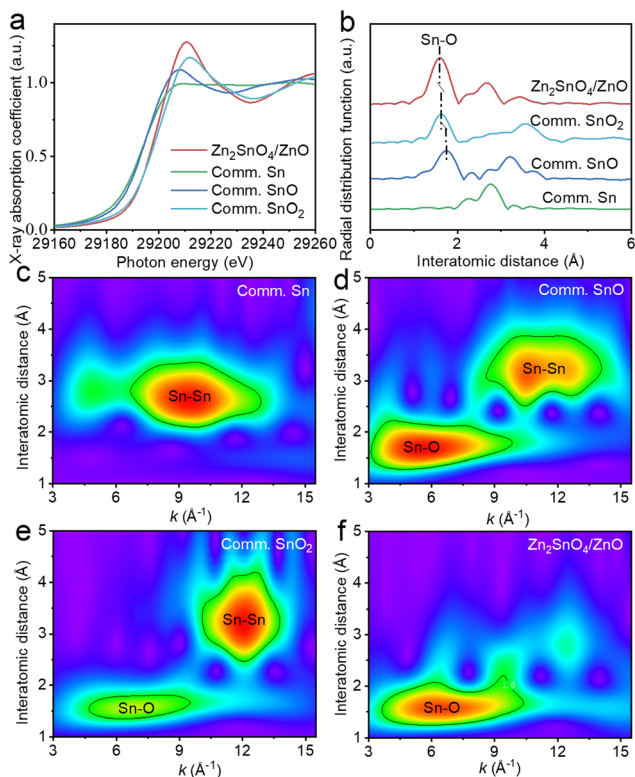 a
X-ray absorption coefficient (a.u.)
1.0
0.5
0.0
Zn₂SnO₄/ZnO
Comm. Sn
Comm. SnO
Comm. SnO₂
29160 29180 29200 29220 29240 29260
Photon energy (eV)
b
Radial distribution function (a.u.)
Sn-O
Zn₂SnO₄/ZnO
Comm. SnO₂
Comm. SnO
Comm. Sn
0 2 4 6
Interatomic distance (Å)
c
Interatomic distance (Å)
5
4
3
2
1
Comm. Sn
Sn-Sn
3 6 9 12 15
k (Å⁻¹)
d
Interatomic distance (Å)
5
4
3
2
1
Comm. SnO
Sn-Sn
Sn-O
3 6 9 12 15
k (Å⁻¹)
e
Interatomic distance (Å)
5
4
3
2
1
Comm. SnO₂
Sn-Sn
Sn-O
3 6 9 12 15
k (Å⁻¹)
f
Interatomic distance (Å)
5
4
3
2
1
Zn₂SnO₄/ZnO
Sn-O
3 6 9 12 15
k (Å⁻¹)